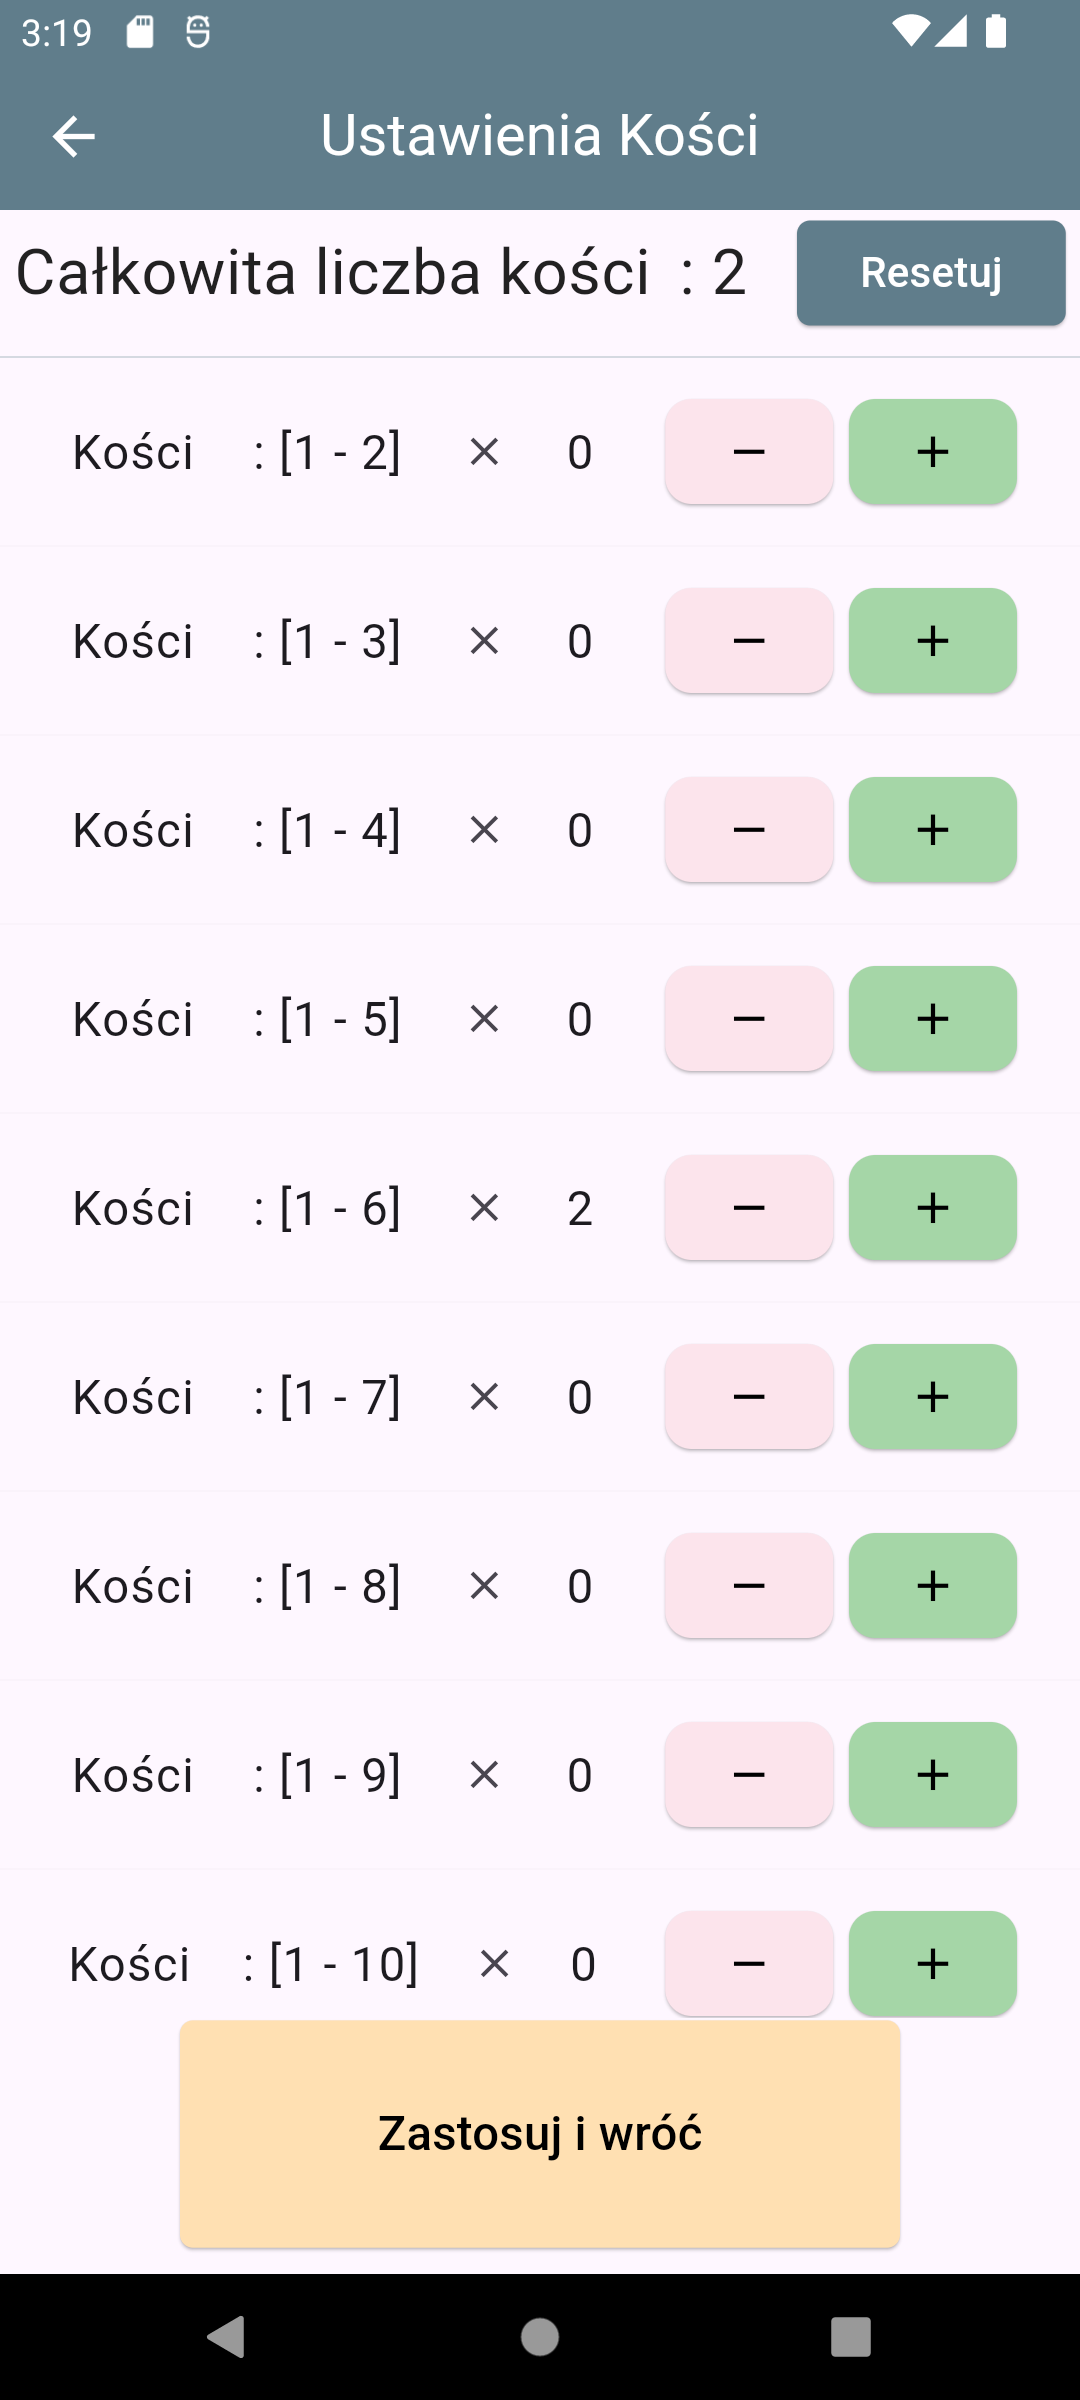 3:19
Ustawienia Kości
Całkowita liczba kości : 2 Resetuj
Kości : [1 - 2] × 0 − +
Kości : [1 - 3] × 0 − +
Kości : [1 - 4] × 0 − +
Kości : [1 - 5] × 0 − +
Kości : [1 - 6] × 2 − +
Kości : [1 - 7] × 0 − +
Kości : [1 - 8] × 0 − +
Kości : [1 - 9] × 0 − +
Kości : [1 - 10] × 0 − +
Zastosuj i wróć